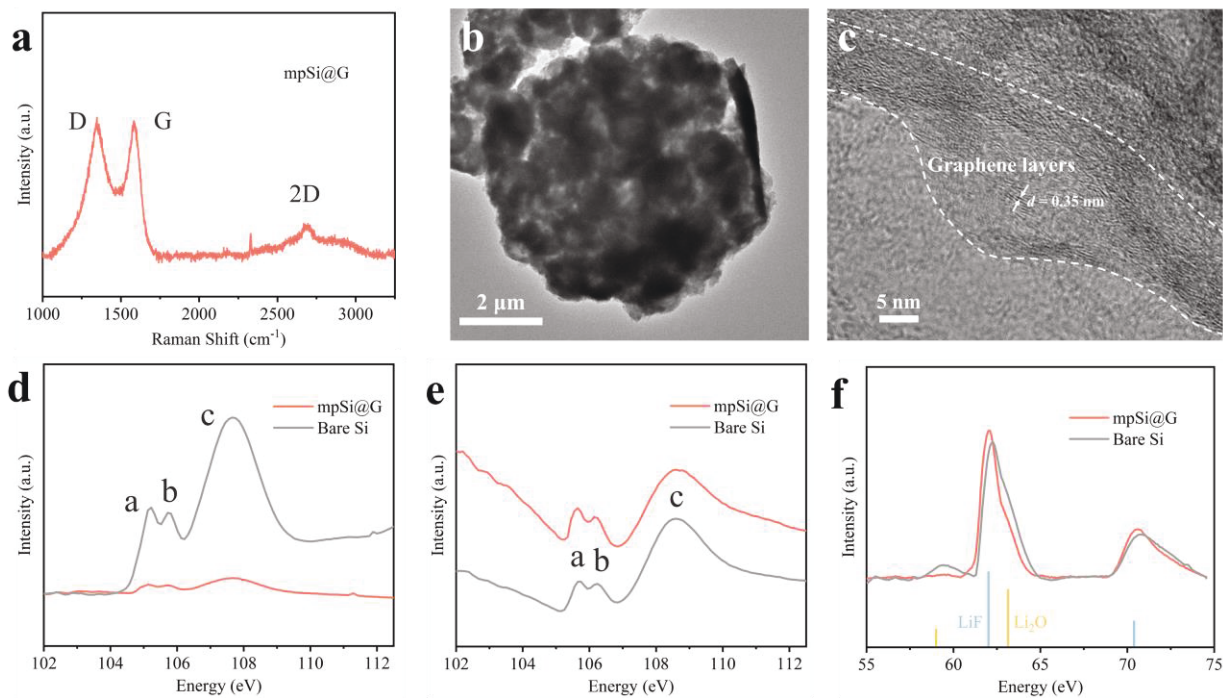 a
mpSi@G
D
G
2D
Intensity (a.u.)
1000 1500 2000 2500 3000
Raman Shift (cm⁻¹)
b
2 μm
c
Graphene layers
d = 0.35 nm
5 nm
d
mpSi@G
Bare Si
a
b
c
Intensity (a.u.)
102 104 106 108 110 112
Energy (eV)
e
mpSi@G
Bare Si
a
b
c
Intensity (a.u.)
102 104 106 108 110 112
Energy (eV)
f
mpSi@G
Bare Si
LiF
Li₂O
Intensity (a.u.)
55 60 65 70 75
Energy (eV)